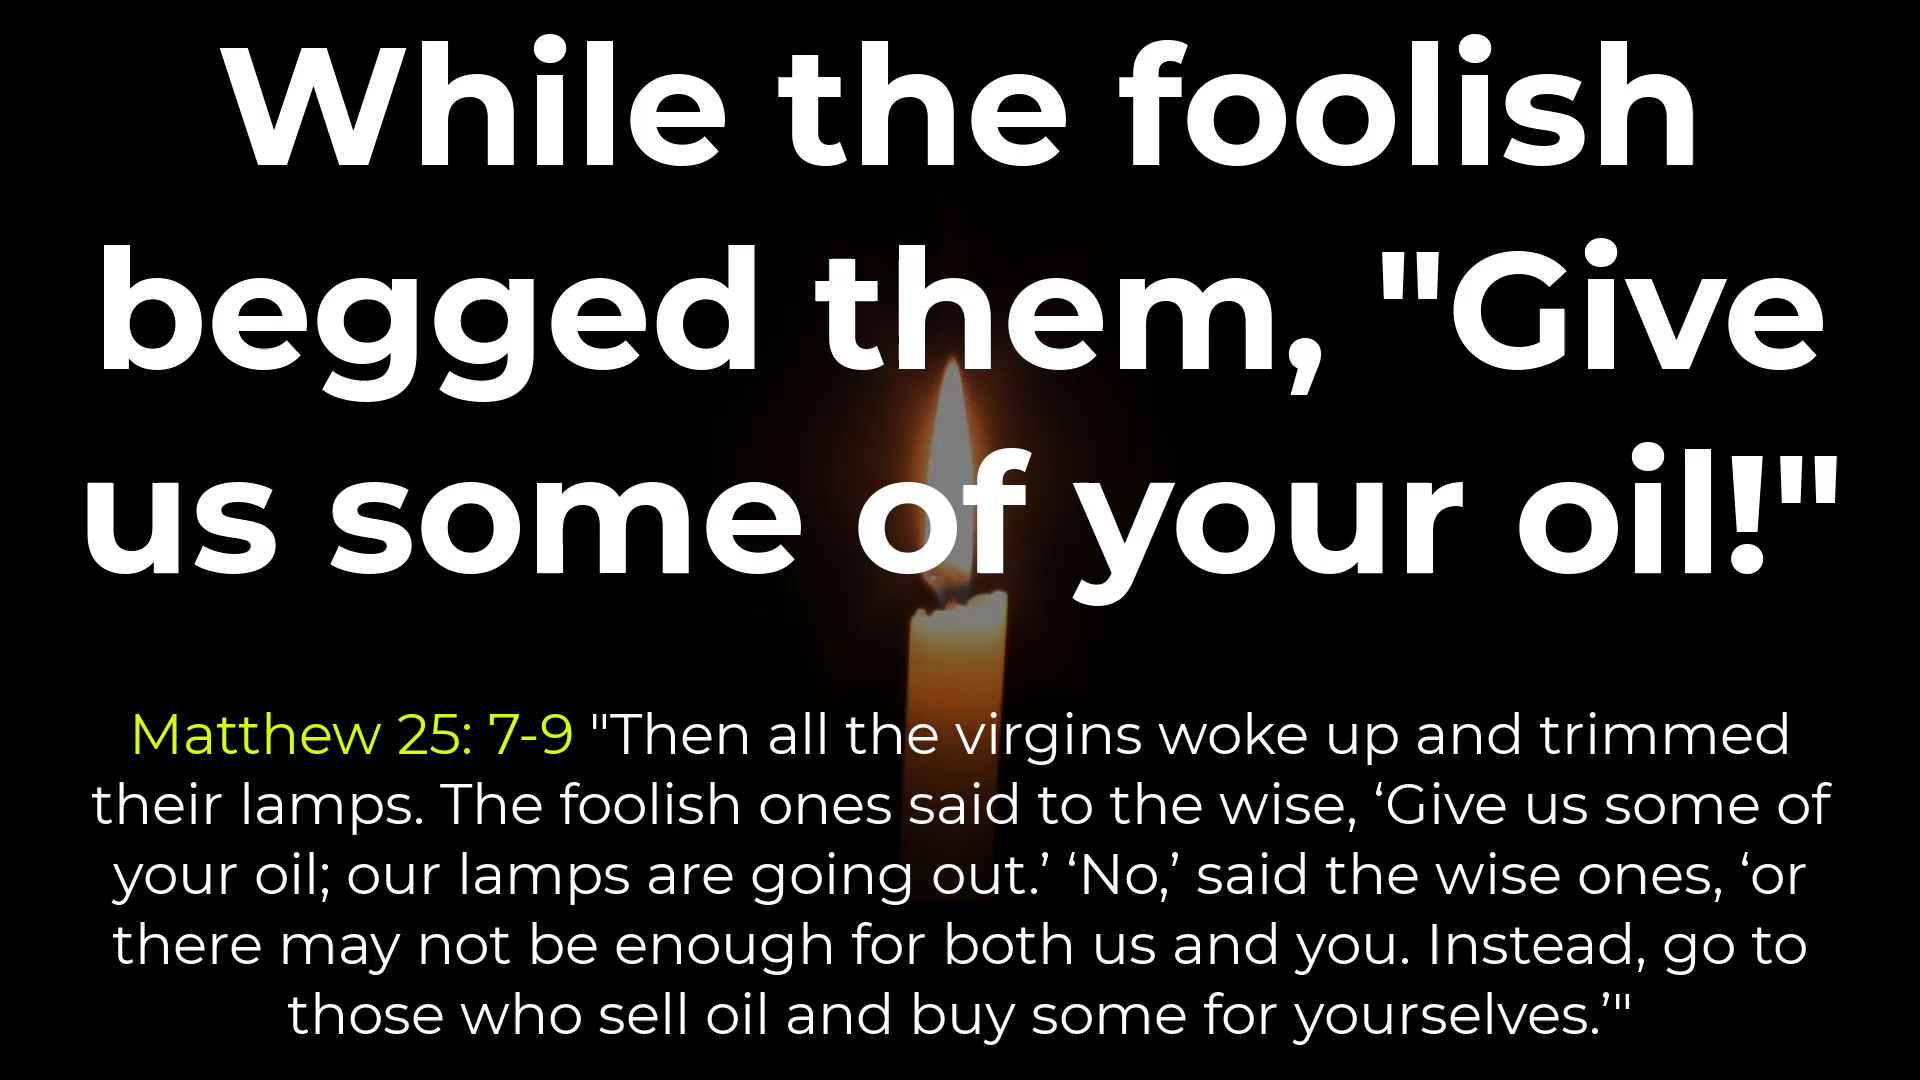 While the foolish
begged them, "Give
us some of your oil!"
Matthew 25: 7-9 "Then all the virgins woke up and trimmed
their lamps. The foolish ones said to the wise, ‘Give us some of
your oil; our lamps are going out.’ ‘No,’ said the wise ones, ‘or
there may not be enough for both us and you. Instead, go to
those who sell oil and buy some for yourselves.’"